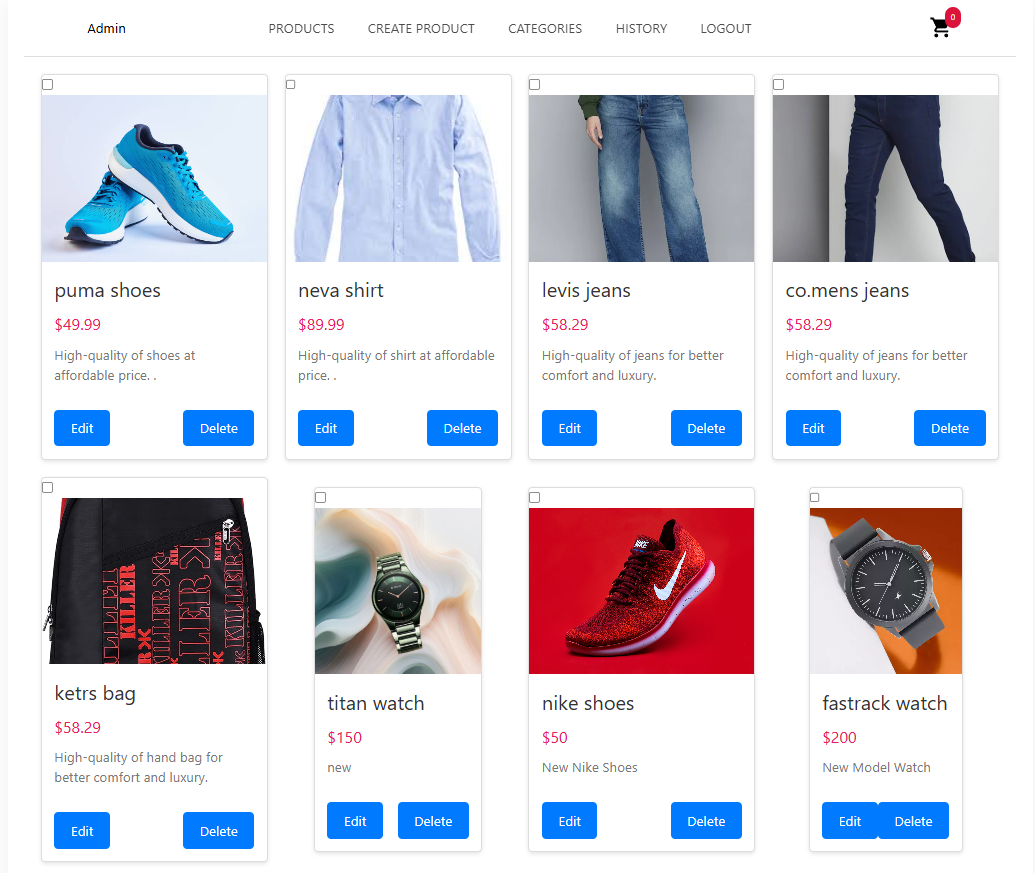 Admin
PRODUCTS
CREATE PRODUCT
CATEGORIES
HISTORY
LOGOUT
0
puma shoes
$49.99
High-quality of shoes at
affordable price. .
Edit
Delete
neva shirt
$89.99
High-quality of shirt at affordable
price. .
Edit
Delete
levis jeans
$58.29
High-quality of jeans for better
comfort and luxury.
Edit
Delete
co.mens jeans
$58.29
High-quality of jeans for better
comfort and luxury.
Edit
Delete
KILLER
KILLER
KILLER
ketrs bag
$58.29
High-quality of hand bag for
better comfort and luxury.
Edit
Delete
titan watch
$150
new
Edit
Delete
NIKE
nike shoes
$50
New Nike Shoes
Edit
Delete
fastrack watch
$200
New Model Watch
Edit
Delete